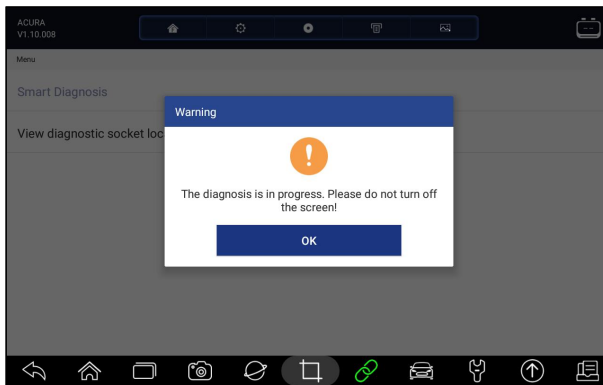 ACURA
V1.10.008
Menu
Smart Diagnosis
View diagnostic socket loc
Warning
The diagnosis is in progress. Please do not turn off
the screen!
OK